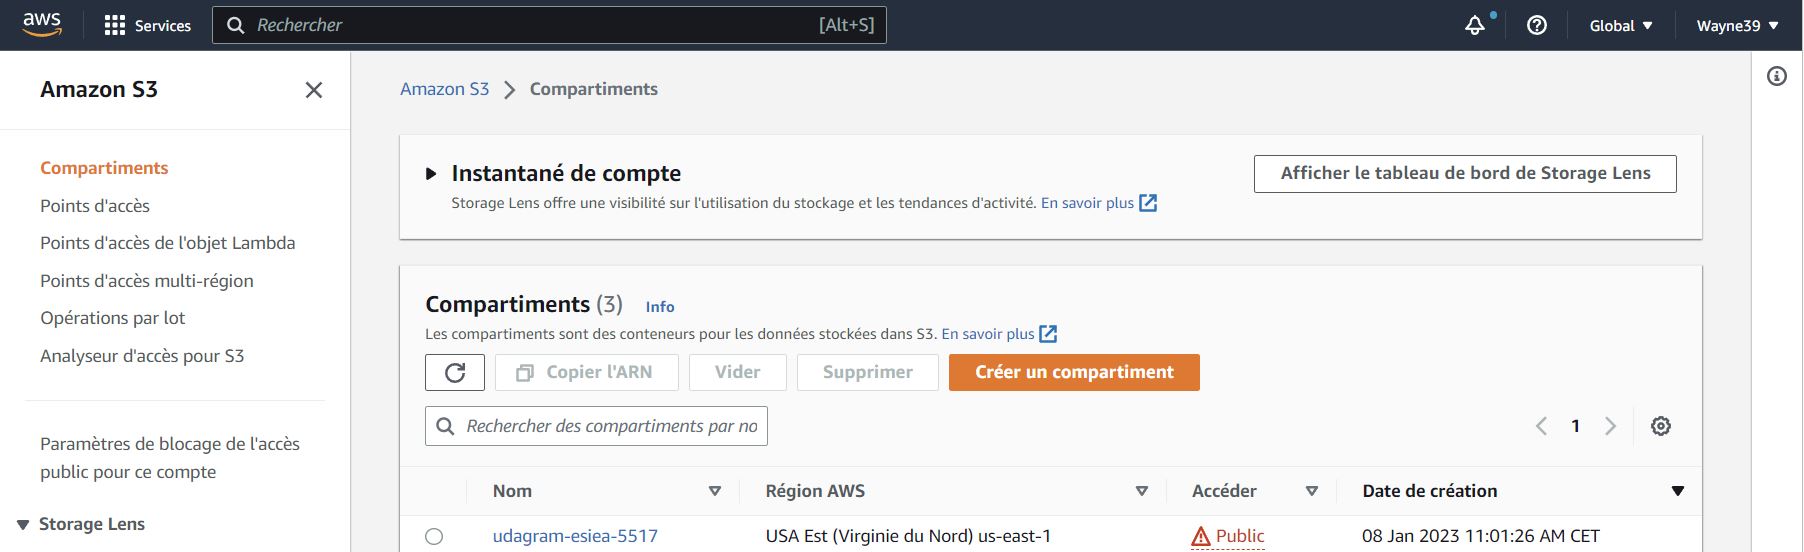 aws Services Rechercher [Alt+S] Global Wayne39
Amazon S3
Compartiments
Points d'accès
Points d'accès de l'objet Lambda
Points d'accès multi-région
Opérations par lot
Analyseur d'accès pour S3
Paramètres de blocage de l'accès
public pour ce compte
Storage Lens
Amazon S3 > Compartiments
Instantané de compte
Afficher le tableau de bord de Storage Lens
Storage Lens offre une visibilité sur l'utilisation du stockage et les tendances d'activité. En savoir plus
Compartiments (3) Info
Les compartiments sont des conteneurs pour les données stockées dans S3. En savoir plus
Copier l'ARN Vider Supprimer Créer un compartiment
Rechercher des compartiments par no 1
Nom Région AWS Accéder Date de création
udagram-esiea-5517 USA Est (Virginie du Nord) us-east-1 Public 08 Jan 2023 11:01:26 AM CET